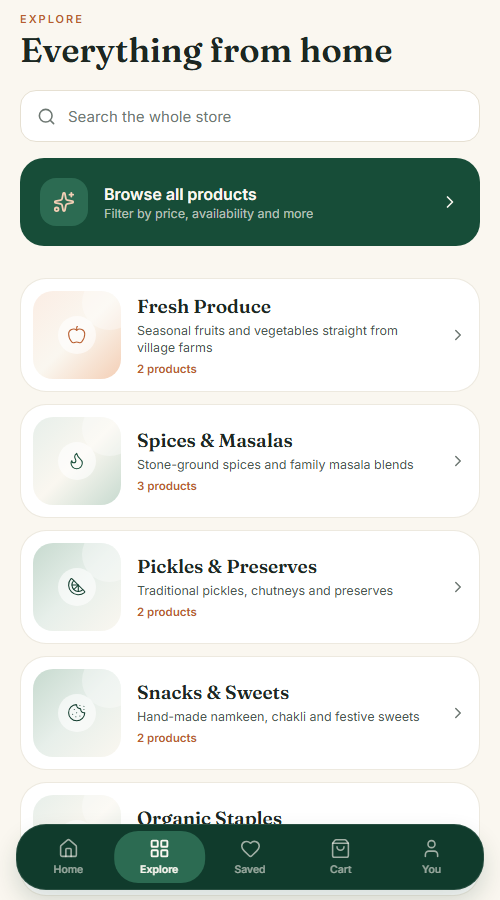 EXPLORE
Everything from home
Search the whole store
Browse all products
Filter by price, availability and more
Fresh Produce
Seasonal fruits and vegetables straight from
village farms
2 products
Spices & Masalas
Stone-ground spices and family masala blends
3 products
Pickles & Preserves
Traditional pickles, chutneys and preserves
2 products
Snacks & Sweets
Hand-made namkeen, chakli and festive sweets
2 products
Organic Staples
Home
Explore
Saved
Cart
You